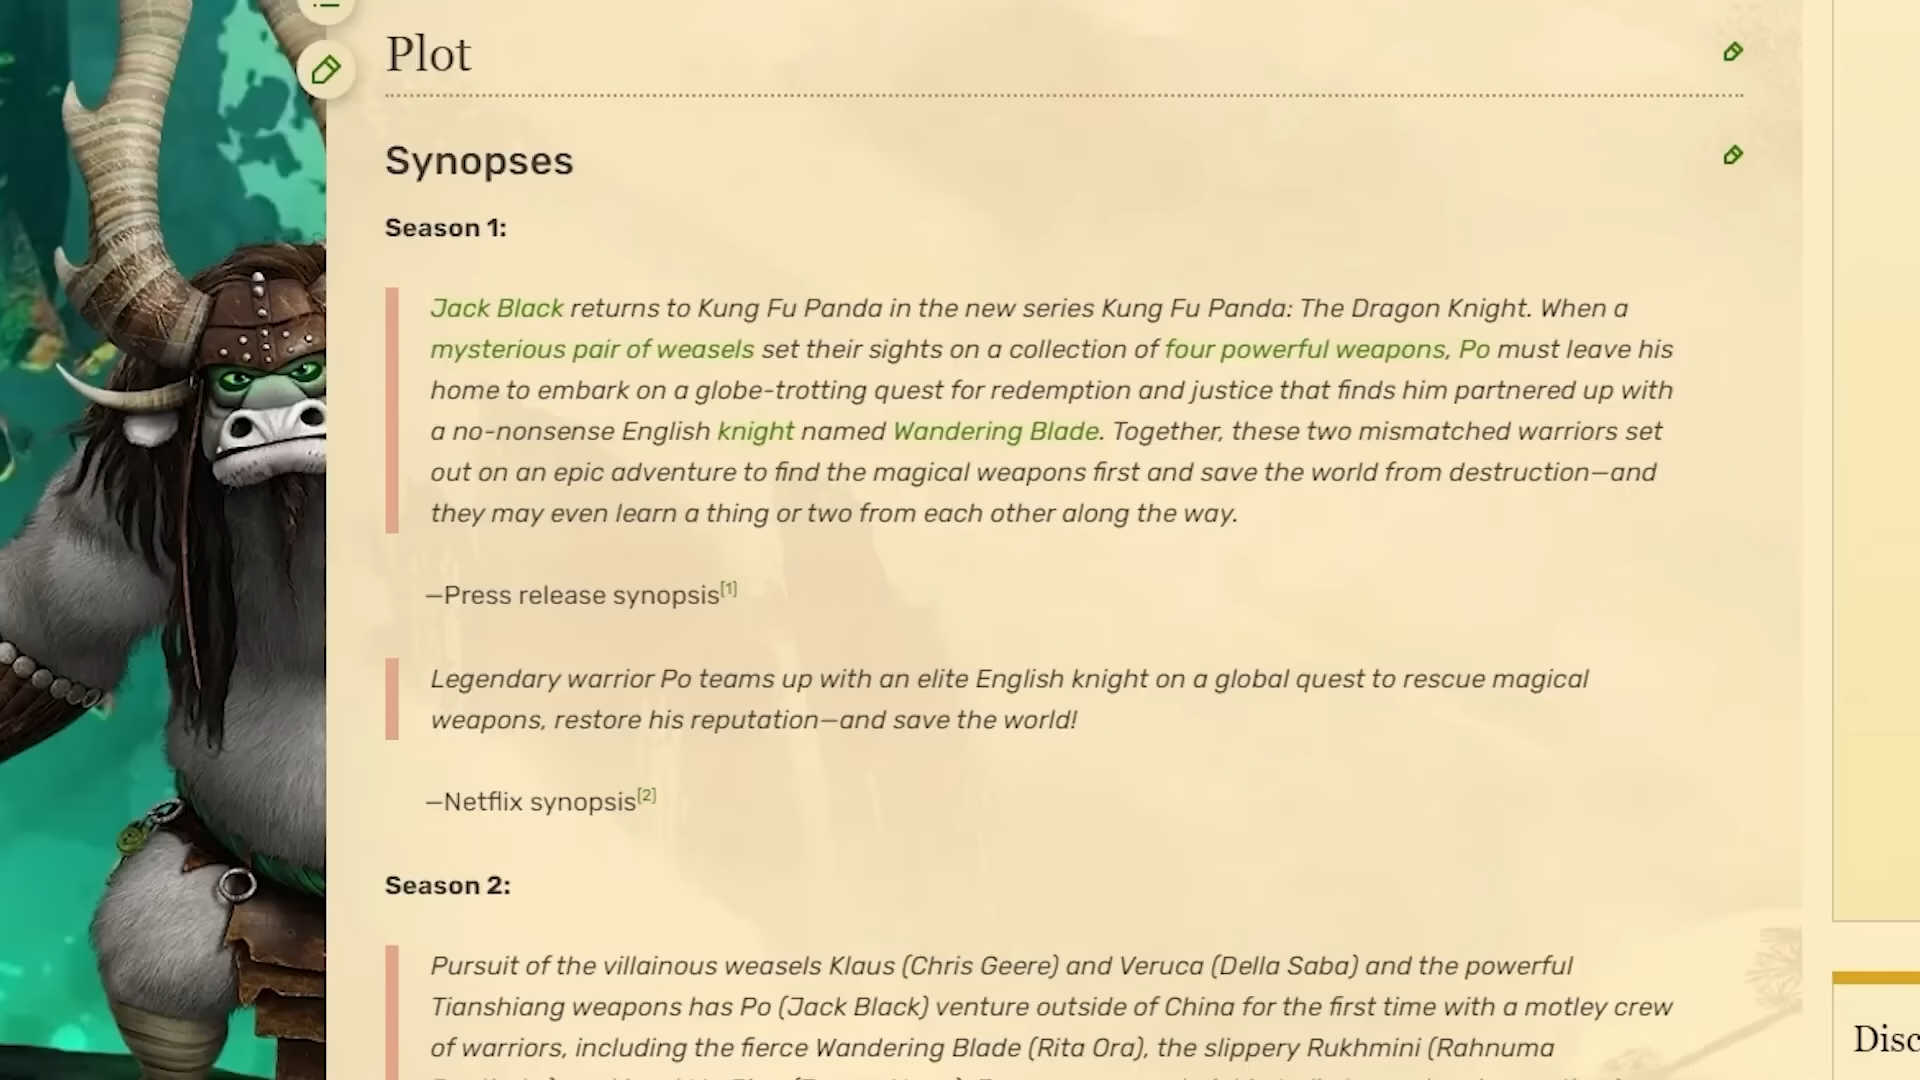 Plot
Synopses
Season 1:
Jack Black returns to Kung Fu Panda in the new series Kung Fu Panda: The Dragon Knight. When a
mysterious pair of weasels set their sights on a collection of four powerful weapons, Po must leave his
home to embark on a globe-trotting quest for redemption and justice that finds him partnered up with
a no-nonsense English knight named Wandering Blade. Together, these two mismatched warriors set
out on an epic adventure to find the magical weapons first and save the world from destruction—and
they may even learn a thing or two from each other along the way.
—Press release synopsis[1]
Legendary warrior Po teams up with an elite English knight on a global quest to rescue magical
weapons, restore his reputation—and save the world!
—Netflix synopsis[2]
Season 2:
Pursuit of the villainous weasels Klaus (Chris Geere) and Veruca (Della Saba) and the powerful
Tianshiang weapons has Po (Jack Black) venture outside of China for the first time with a motley crew
of warriors, including the fierce Wandering Blade (Rita Ora), the slippery Rukhmini (Rahnuma
Disc